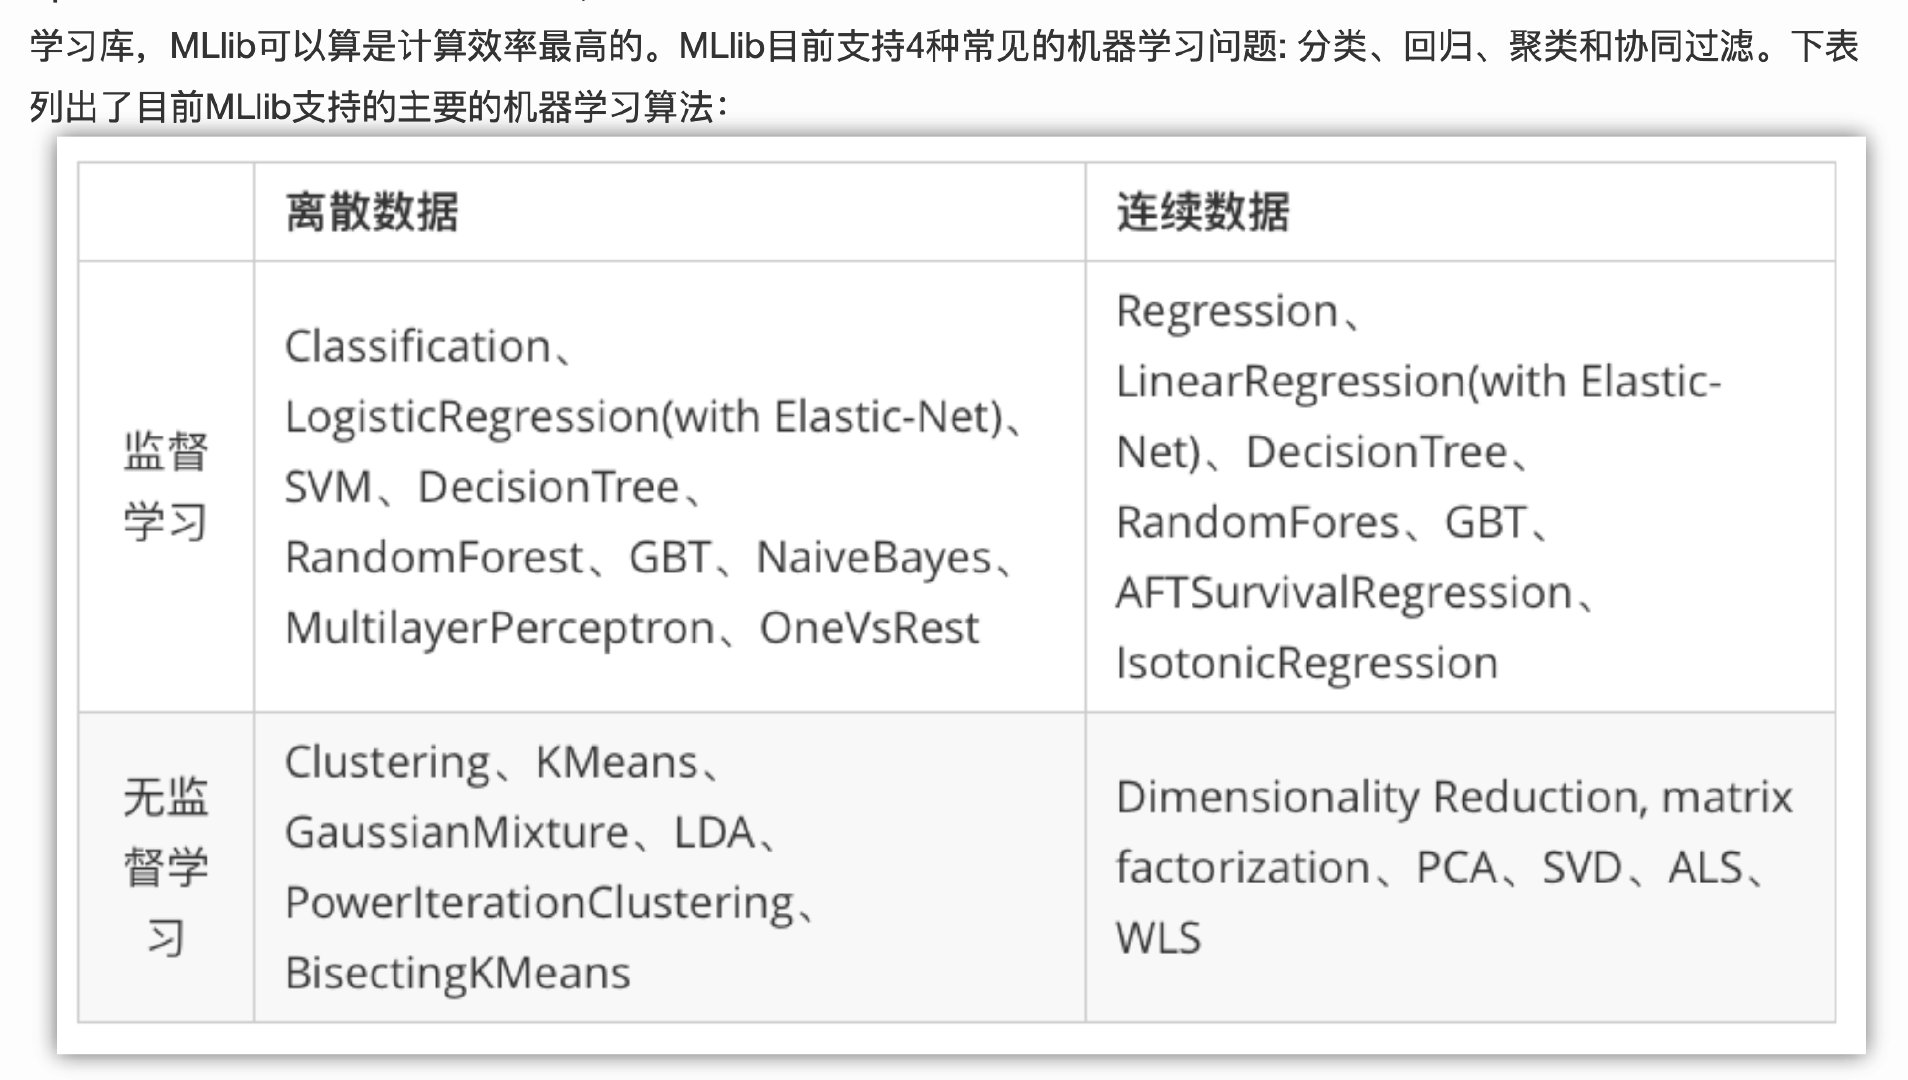 学习库，MLlib可以算是计算效率最高的。MLlib目前支持4种常见的机器学习问题: 分类、回归、聚类和协同过滤。下表
列出了目前MLlib支持的主要的机器学习算法：
离散数据
连续数据
监督
学习
Classification、
LogisticRegression(with Elastic-Net)、
SVM、DecisionTree、
RandomForest、GBT、NaiveBayes、
MultilayerPerceptron、OneVsRest
Regression、
LinearRegression(with Elastic-
Net)、DecisionTree、
RandomFores、GBT、
AFTSurvivalRegression、
IsotonicRegression
无监
督学
习
Clustering、KMeans、
GaussianMixture、LDA、
PowerIterationClustering、
BisectingKMeans
Dimensionality Reduction, matrix
factorization、PCA、SVD、ALS、
WLS